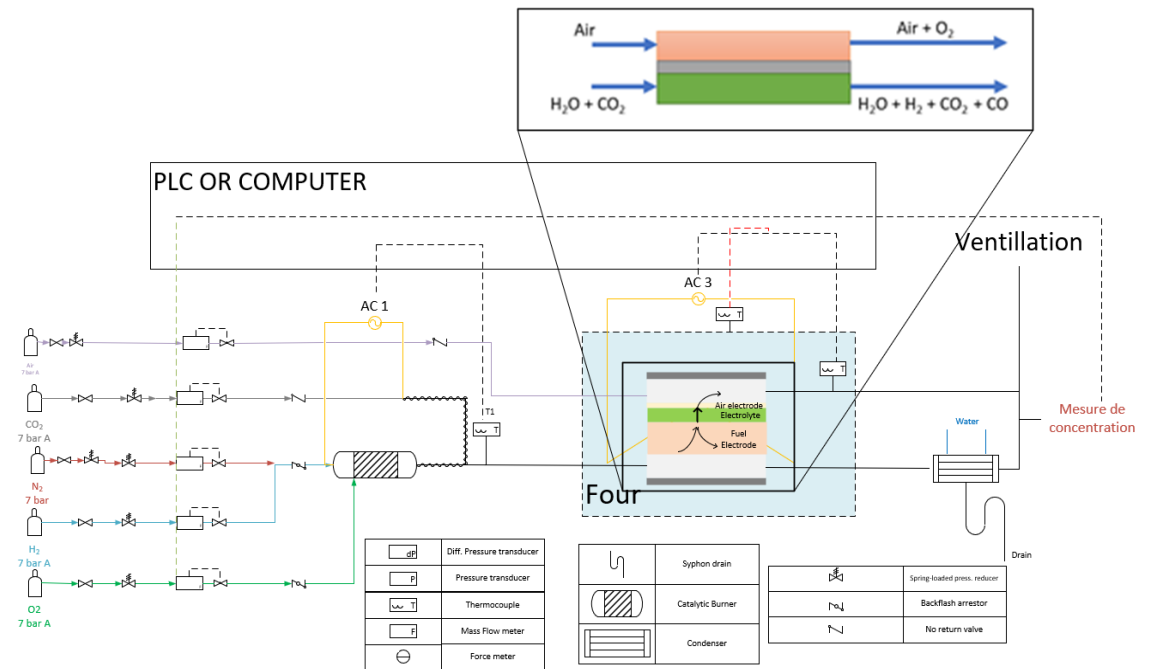 Air
Air + O₂
H₂O + CO₂
H₂O + H₂ + CO₂ + CO
PLC OR COMPUTER
Ventillation
AC 1
AC 3
T
T
Air
7 bar A
CO₂
7 bar A
T1
T
Air electrode
Electrolyte
Fuel
Electrode
Mesure de
concentration
Water
N₂
7 bar
Four
H₂
7 bar A
Drain
O2
7 bar A
dP
Diff. Pressure transducer
P
Pressure transducer
T
Thermocouple
F
Mass Flow meter
Force meter
Syphon drain
Catalytic Burner
Condenser
Spring-loaded press. reducer
Backflash arrestor
No return valve